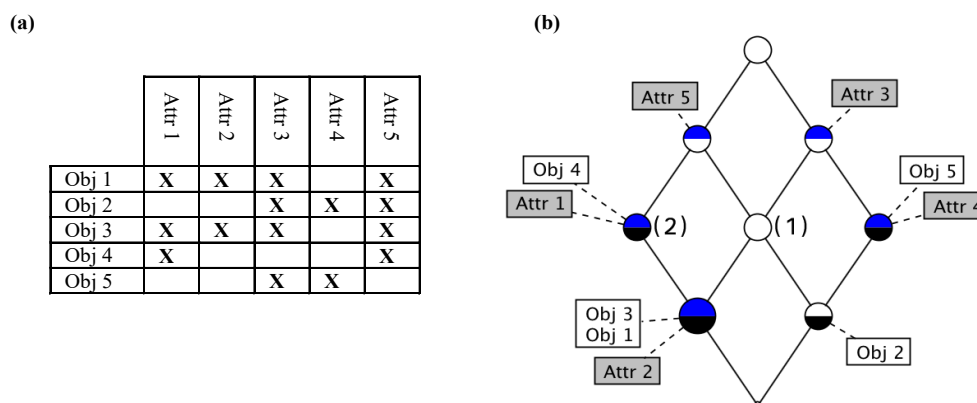 (a)
Attr 1 Attr 2 Attr 3 Attr 4 Attr 5
Obj 1 X X X X
Obj 2 X X X
Obj 3 X X X X
Obj 4 X X
Obj 5 X X
(b)
Attr 5
Attr 3
Obj 4
Attr 1
(2)
(1)
Obj 5
Attr 4
Obj 3
Obj 1
Attr 2
Obj 2